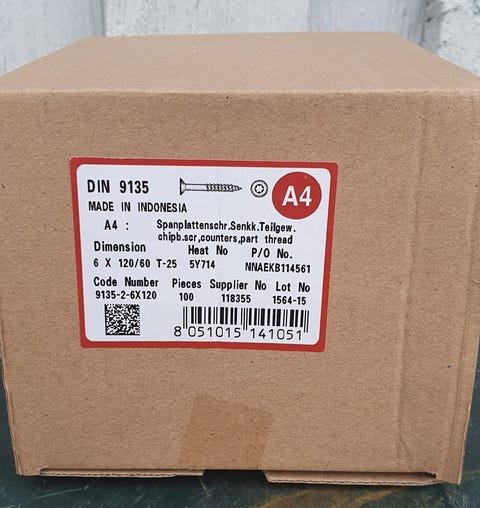 DIN 9135
A4
MADE IN INDONESIA
A4 : Spanplattenschr.Senkk.Teilgew.
chipb.scr,counters,part thread
Dimension Heat No P/O No.
6 X 120/60 T-25 5Y714 NNAEKB114561
Code Number Pieces Supplier No Lot No
9135-2-6X120 100 118355 1564-15
8 051015 141051